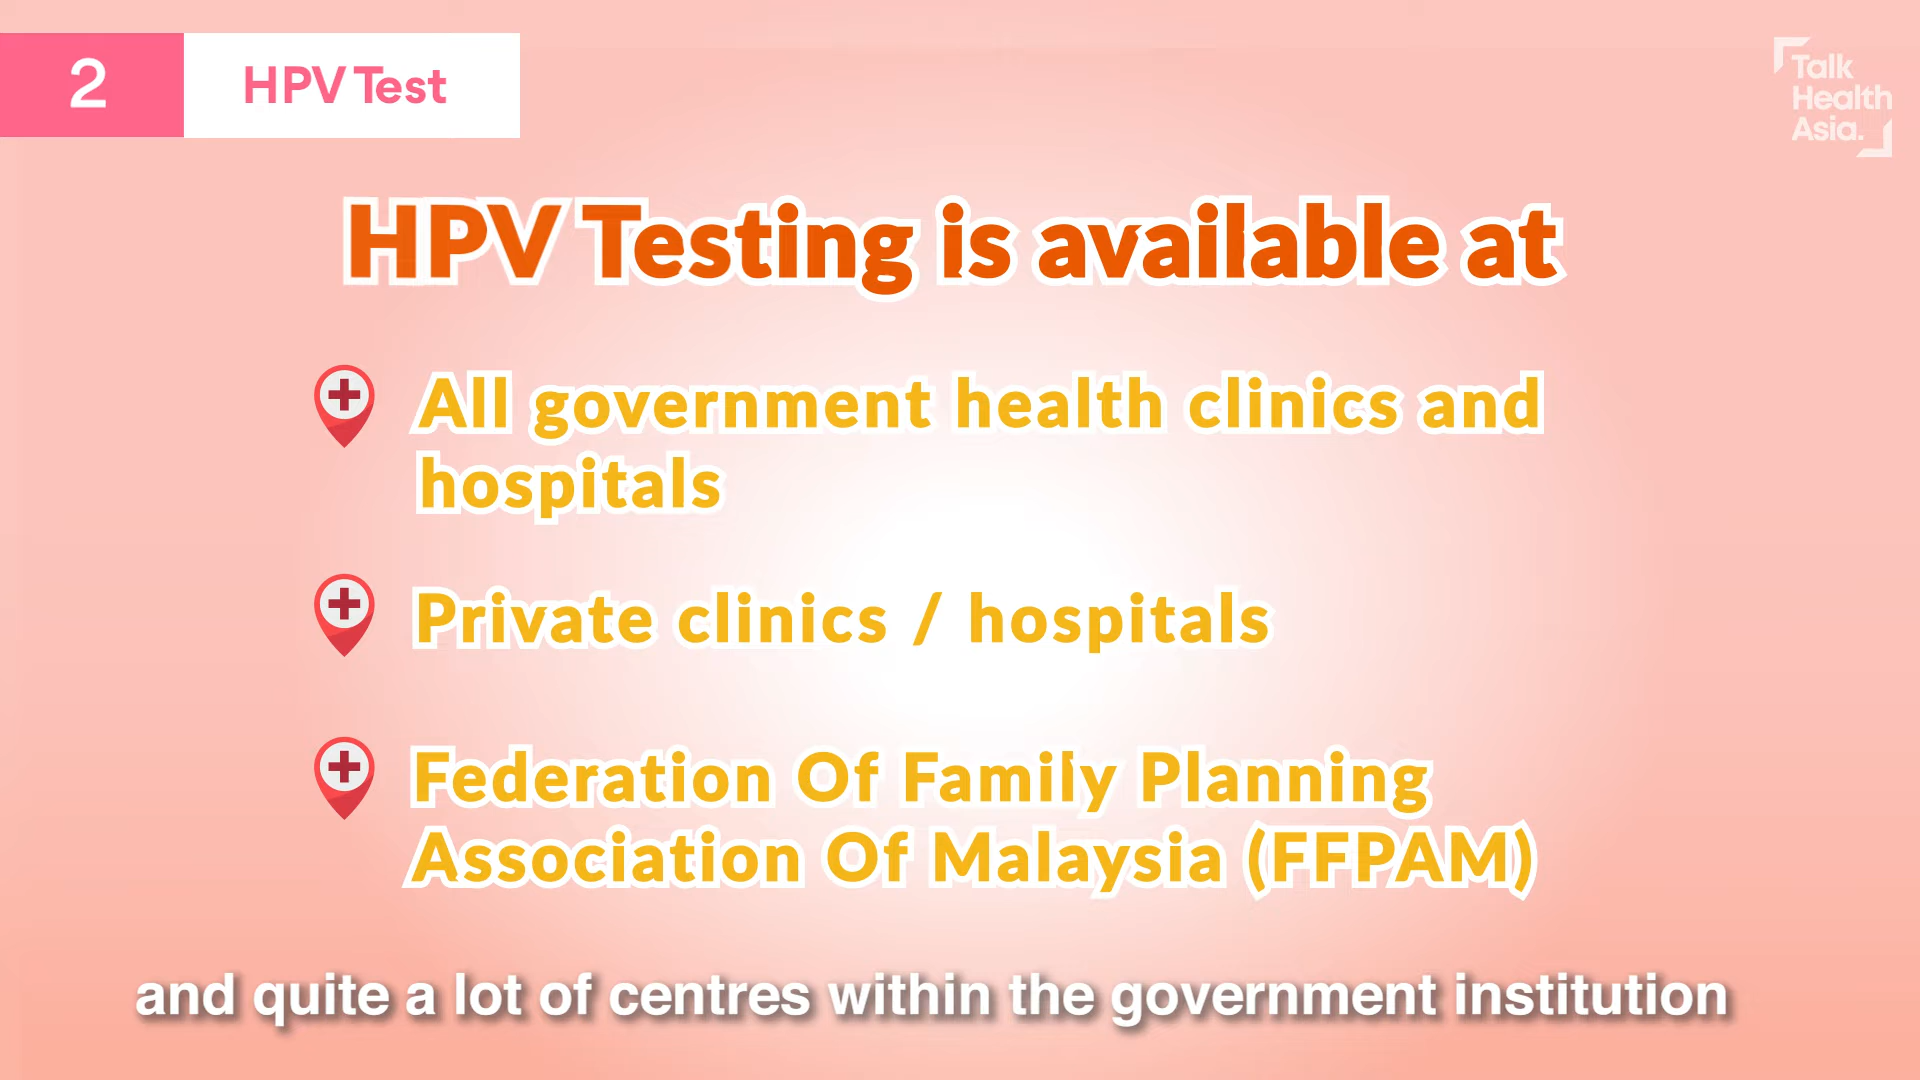 2
HPV Test
Talk
Health
Asia.
HPV Testing is available at
All government health clinics and
hospitals
Private clinics / hospitals
Federation Of Family Planning
Association Of Malaysia (FFPAM)
and quite a lot of centres within the government institution